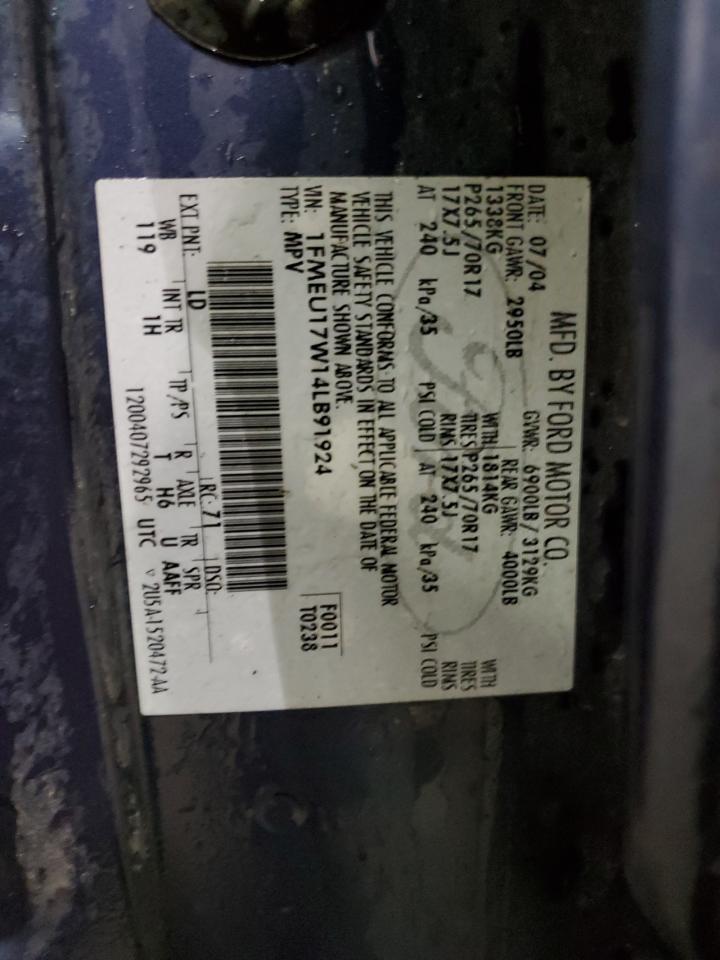 MFD. BY FORD MOTOR CO.
DATE: 07/04 GVWR: 6900LB/3129KG
FRONT GAWR: 2950LB REAR GAWR: 4000LB
1338KG WITH 1814KG WITH
P265/70R17 TIRES P265/70R17 TIRES
17X7.5J RIMS 17X7.5J RIMS
AT 240 kPa/35 PSI COLD AT 240 kPa/35 PSI COLD
THIS VEHICLE CONFORMS TO ALL APPLICABLE FEDERAL MOTOR
VEHICLE SAFETY STANDARDS IN EFFECT ON THE DATE OF
MANUFACTURE SHOWN ABOVE.
VIN: 1FMEU17W14LB91924 F0011
TYPE: MPV T0238
EXT PNT: LD RC: 71 DSO:
WB INT TR TP/PS R AXLE TR SPR
119 1H T H6 U AAFF
1200407292965 UTC ▽ 2U5A-1520472-AA